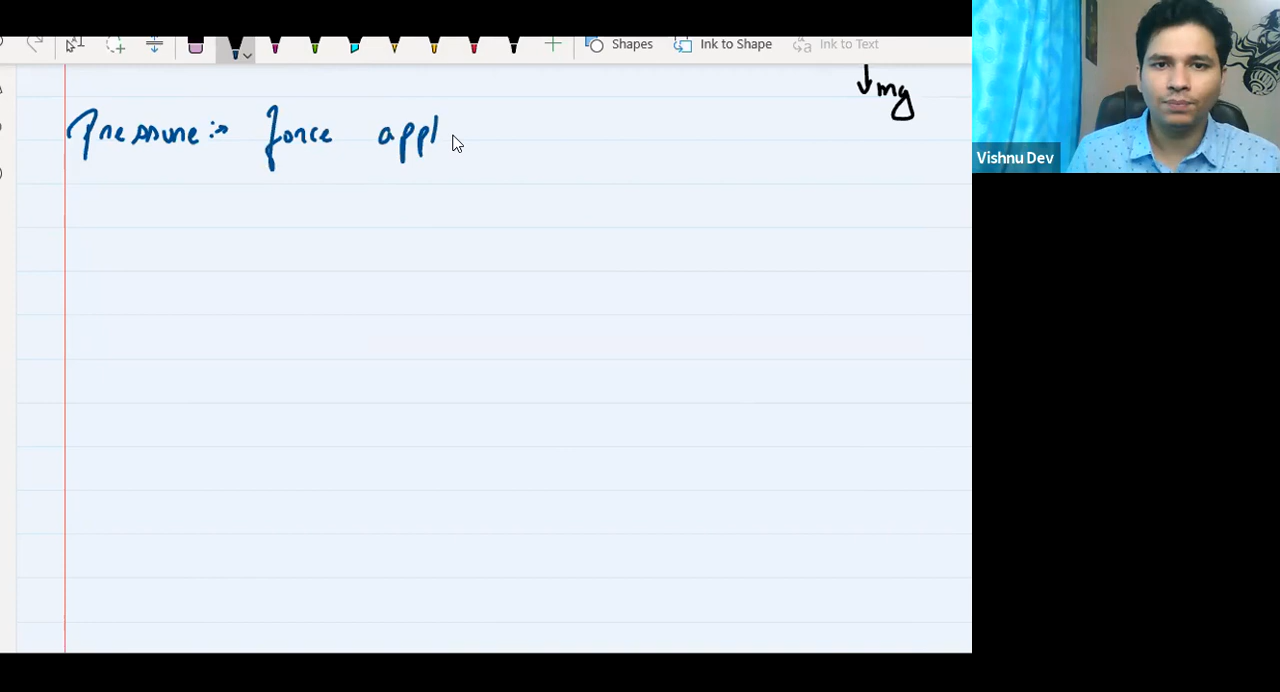 Shapes
Ink to Shape
Ink to Text
mg
Pressure :→ force appl
Vishnu Dev